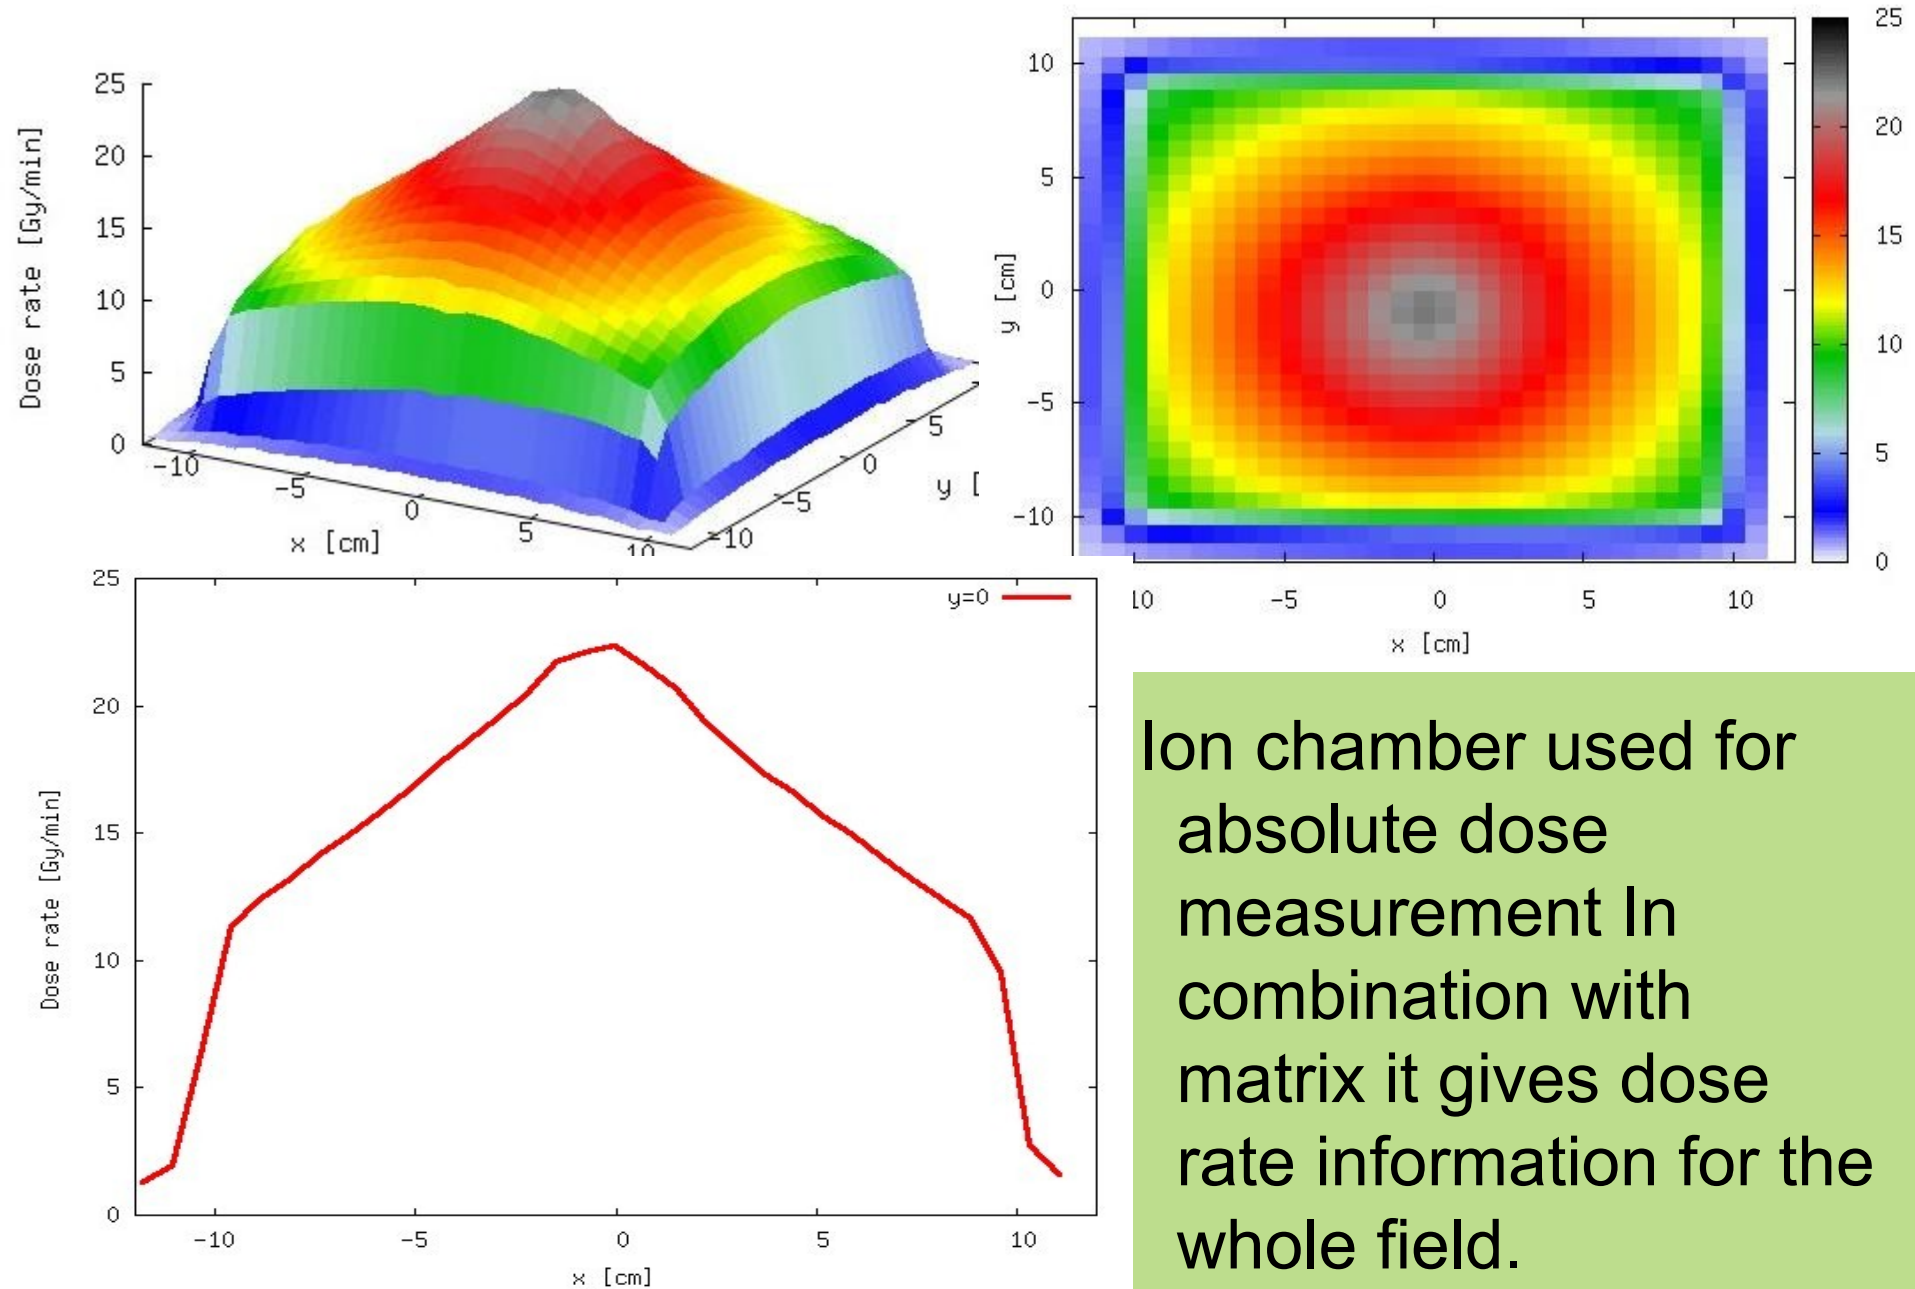 25
20
15
10
5
0
Dose rate [Gy/min]
-10
-5
0
5
10
x [cm]
-10
-5
0
5
y [
10
5
0
-5
-10
y [cm]
25
20
15
10
5
0
10
-5
0
5
10
x [cm]
25
20
15
10
5
0
Dose rate [Gy/min]
y=0
-10
-5
0
5
10
x [cm]
Ion chamber used for
absolute dose
measurement In
combination with
matrix it gives dose
rate information for the
whole field.